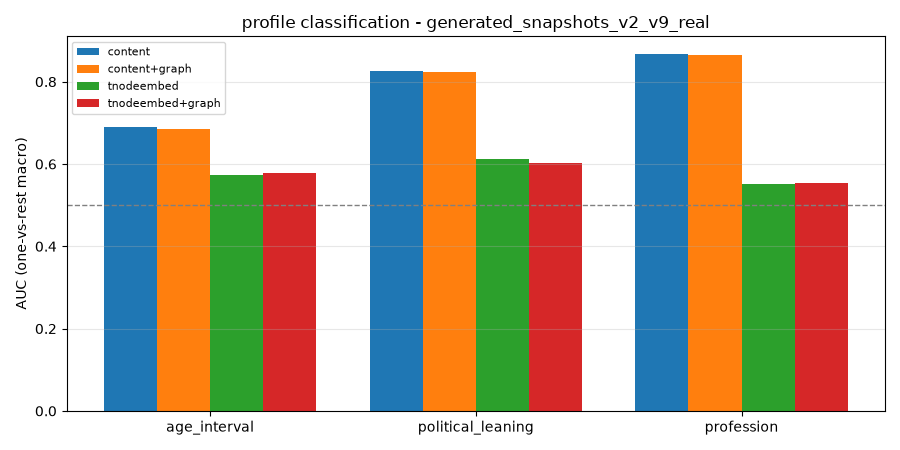 profile classification - generated_snapshots_v2_v9_real
content
content+graph
tnodeembed
tnodeembed+graph
AUC (one-vs-rest macro)
0.8
0.6
0.4
0.2
0.0
age_interval
political_leaning
profession